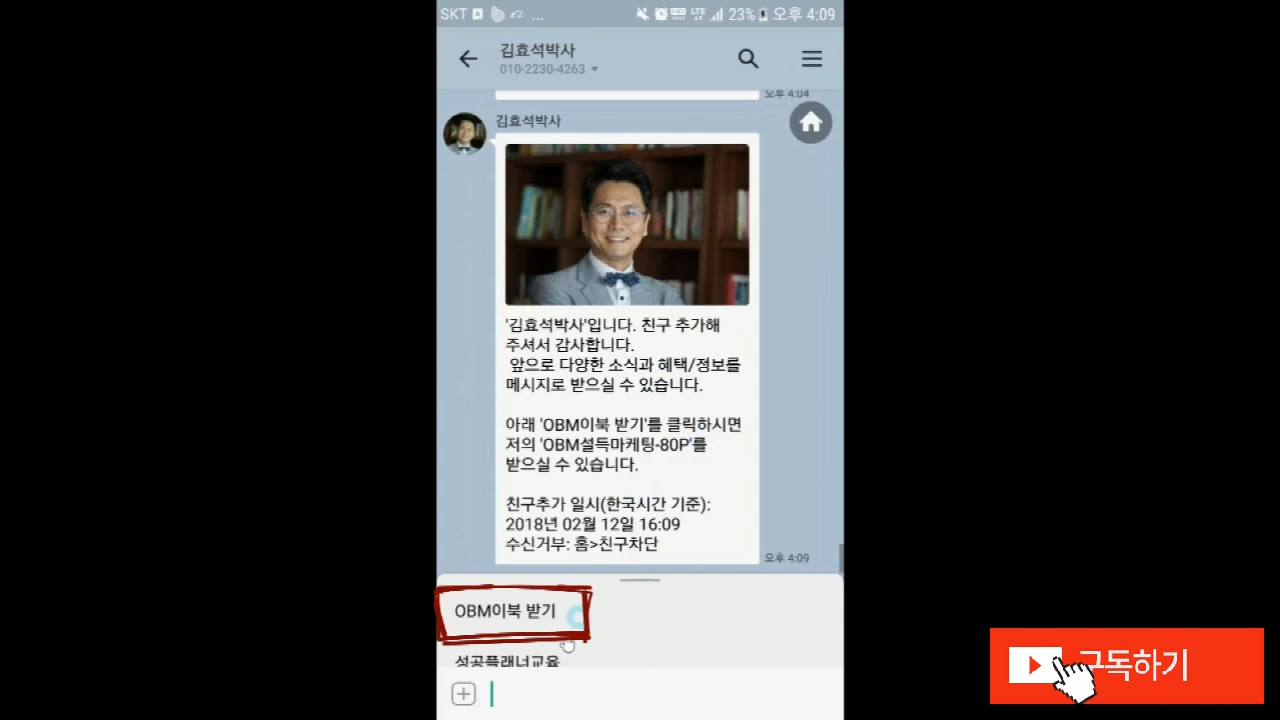 SKT
...
23%
오후 4:09
김효석박사
010-2230-4263
오후 4:04
김효석박사
'김효석박사'입니다. 친구 추가해
주셔서 감사합니다.
앞으로 다양한 소식과 혜택/정보를
메시지로 받으실 수 있습니다.
아래 'OBM이북 받기'를 클릭하시면
저의 'OBM설득마케팅-80P'를
받으실 수 있습니다.
친구추가 일시(한국시간 기준):
2018년 02월 12일 16:09
수신거부: 홈>친구차단
오후 4:09
OBM이북 받기
성공플래너교육
구독하기